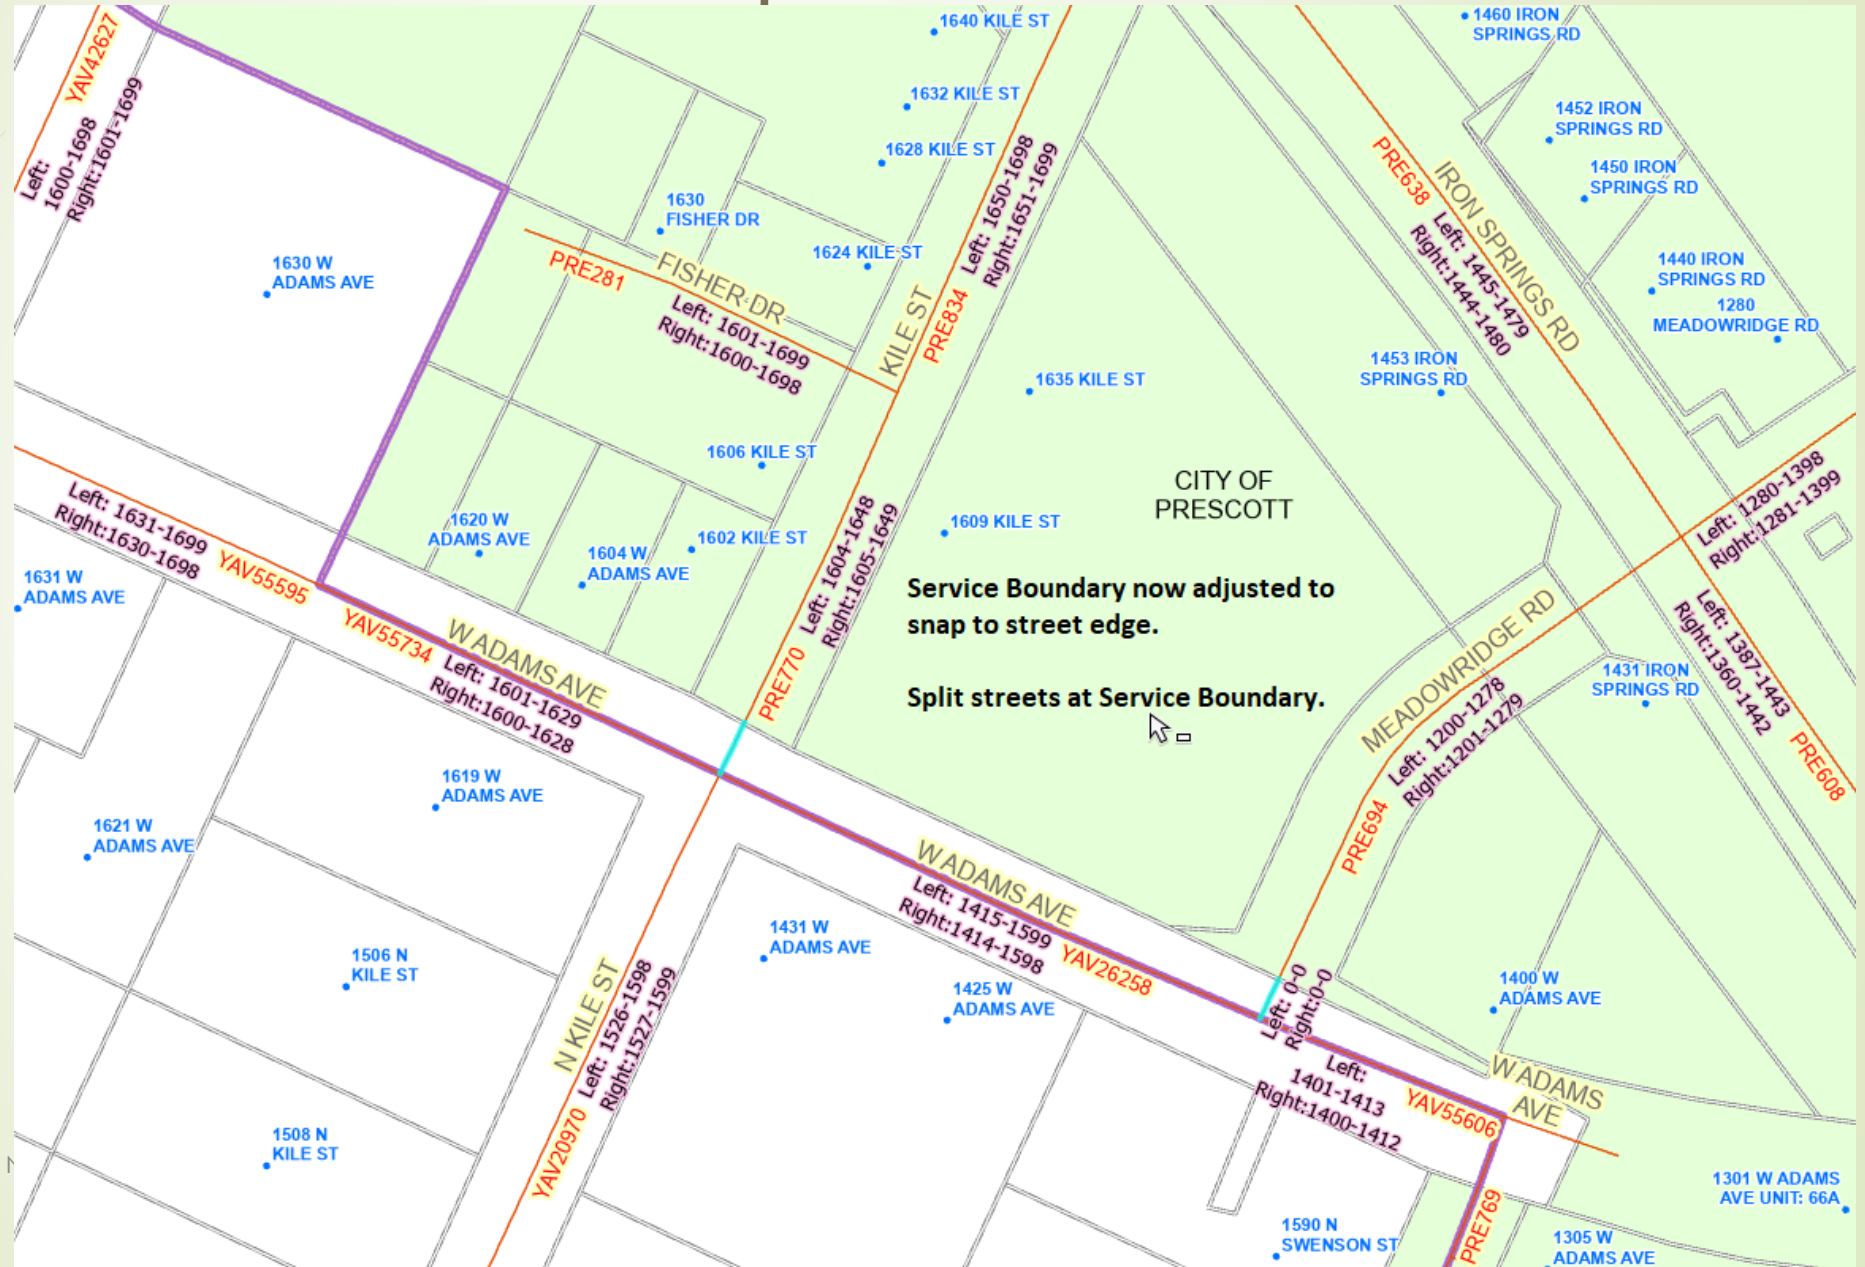 1640 KILE ST
1460 IRON
SPRINGS RD
YAV42627
1632 KILE ST
1452 IRON
SPRINGS RD
Left:
1600-1698
Right:1601-1699
1628 KILE ST
Left: 1650-1698
Right:1651-1699
PRE638
IRON SPRINGS RD
1450 IRON
SPRINGS RD
1630
FISHER DR
1624 KILE ST
Left: 1445-1479
Right:1444-1480
1440 IRON
SPRINGS RD
1280
MEADOWRIDGE RD
1630 W
ADAMS AVE
PRE281
FISHER DR
Left: 1601-1699
Right:1600-1698
KILE ST
PRE834
1635 KILE ST
1453 IRON
SPRINGS RD
1606 KILE ST
CITY OF
PRESCOTT
Left: 1280-1398
Right:1281-1399
Left: 1631-1699
Right:1630-1698
YAV55595
1620 W
ADAMS AVE
1604 W
ADAMS AVE
1602 KILE ST
Left: 1604-1648
Right:1605-1649
1609 KILE ST
Service Boundary now adjusted to
snap to street edge.
Split streets at Service Boundary.
1631 W
ADAMS AVE
YAV55734
W ADAMS AVE
Left: 1601-1629
Right:1600-1628
PRE770
MEADOWRIDGE RD
Left: 1200-1278
Right:1201-1279
1431 IRON
SPRINGS RD
Left: 1387-1443
Right:1360-1442
PRE608
1619 W
ADAMS AVE
1621 W
ADAMS AVE
PRE694
W ADAMS AVE
Left: 1415-1599
Right:1414-1598
YAV26258
1431 W
ADAMS AVE
1506 N
KILE ST
N KILE ST
Left: 1526-1598
Right:1527-1599
1425 W
ADAMS AVE
Left: 0-0
Right:0-0
1400 W
ADAMS AVE
Left:
1401-1413
Right:1400-1412
YAV55606
W ADAMS
AVE
1508 N
KILE ST
YAV20970
1590 N
SWENSON ST
PRE769
1301 W ADAMS
AVE UNIT: 66A
1305 W
ADAMS AVE